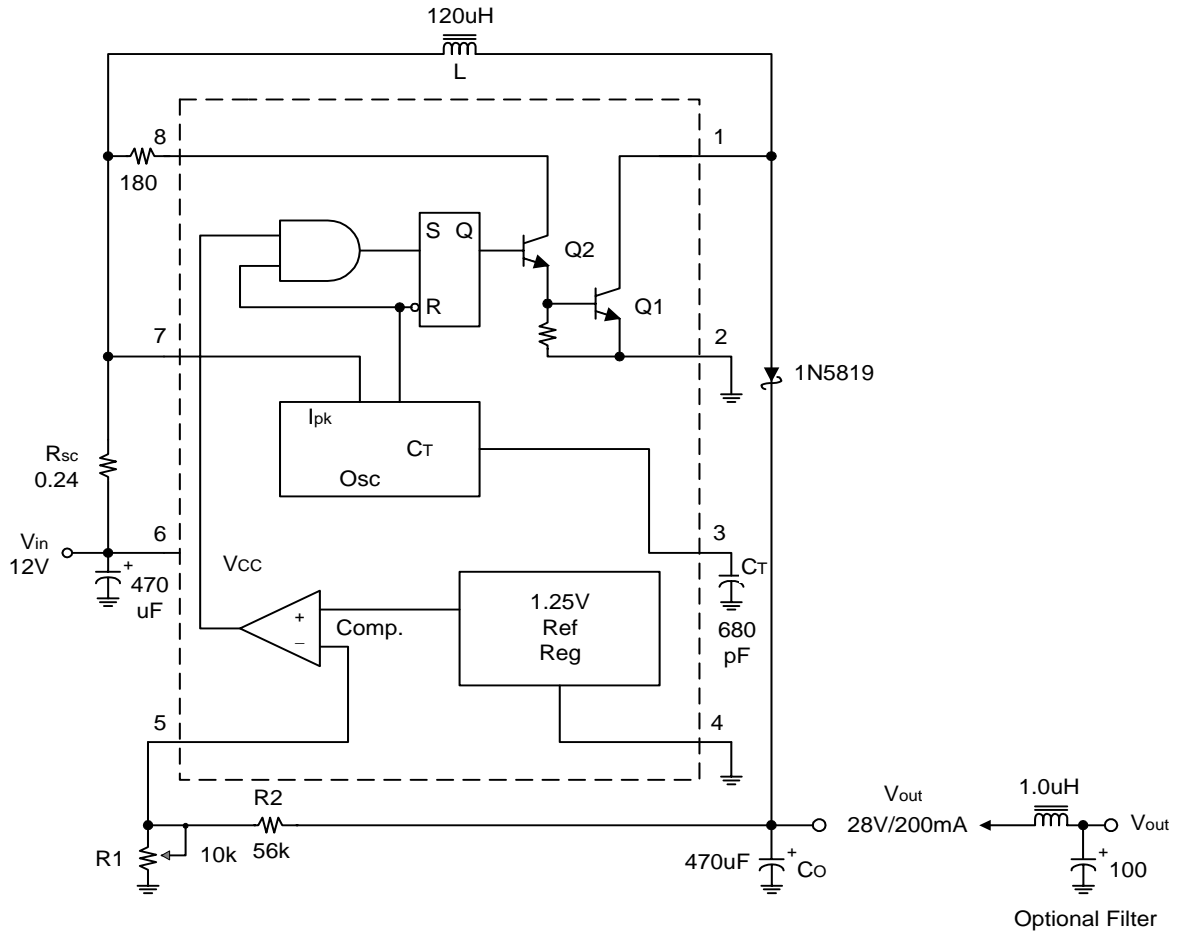 120uH
L
8
1
180
S Q
Q2
R
Q1
7
2
1N5819
Ipk
CT
Osc
Rsc
0.24
6
3
Vin
12V
+
470
uF
VCC
CT
680
pF
1.25V
Ref
Reg
+
−
Comp.
5
4
R2
56k
R1
10k
Vout
28V/200mA
1.0uH
Vout
470uF
+
CO
+
100
Optional Filter